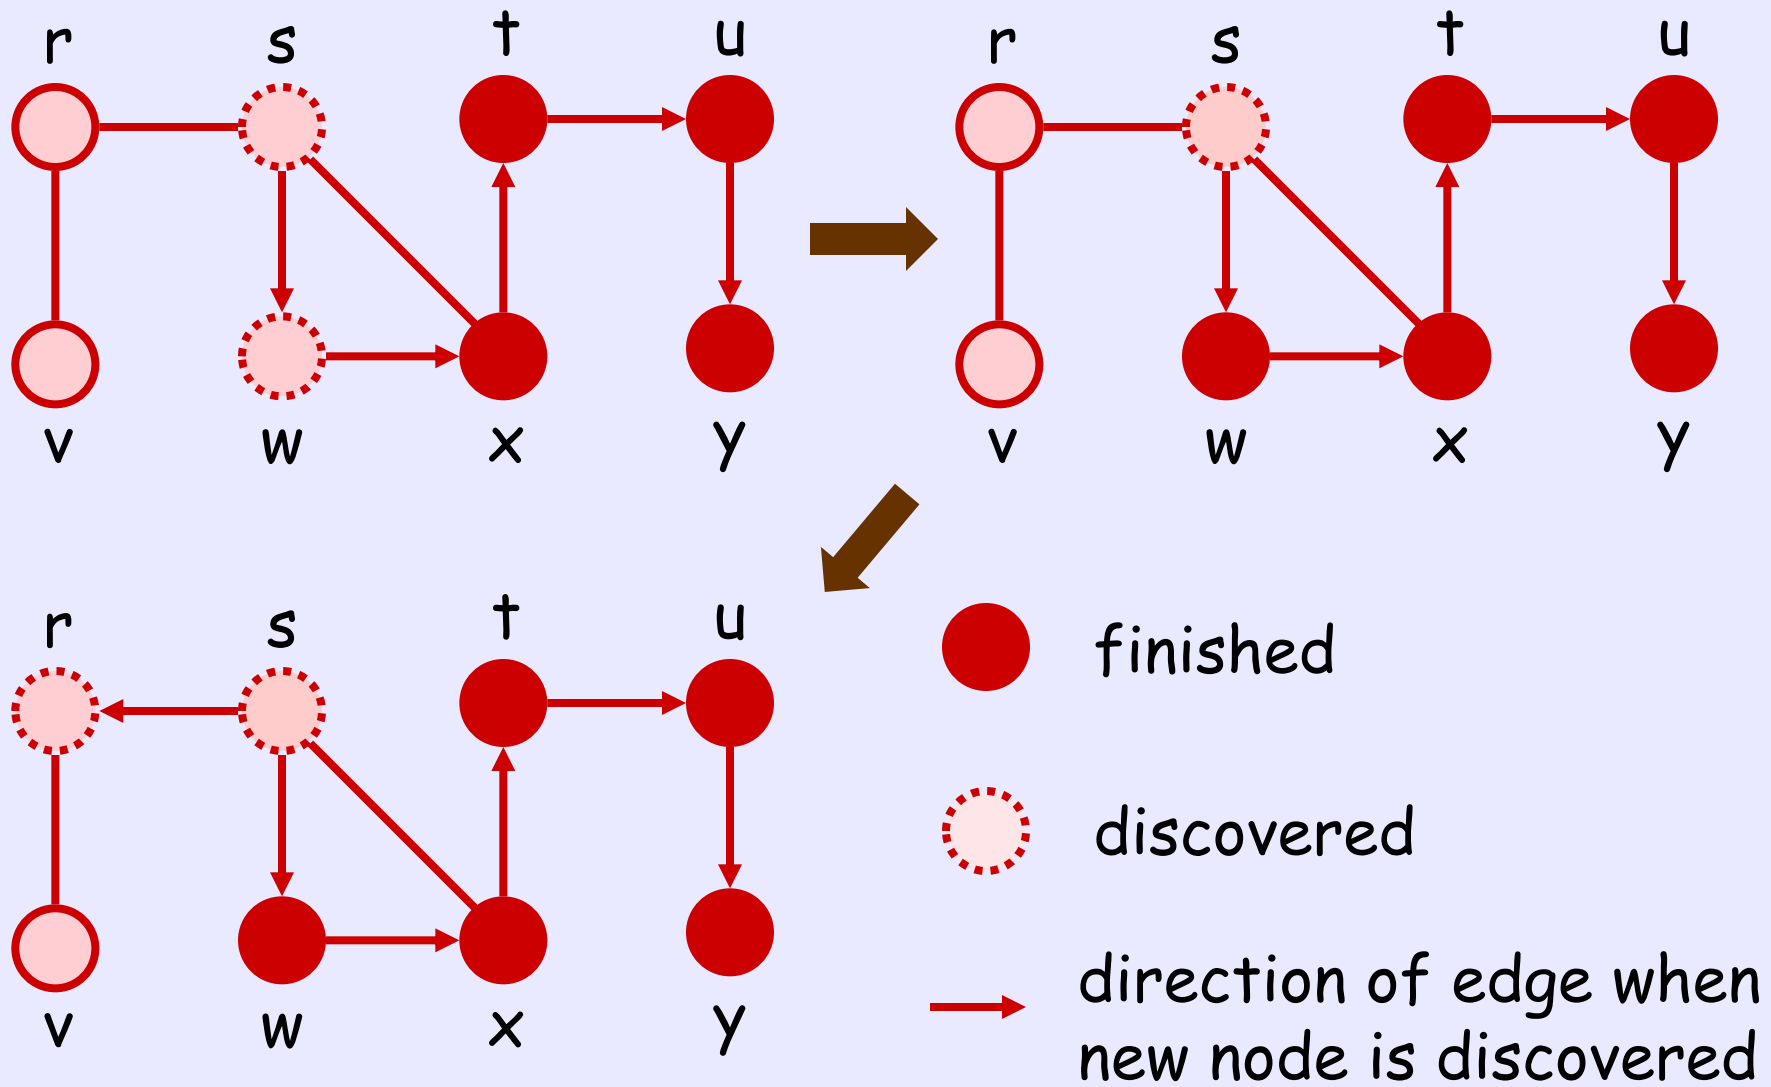 r s t u
v w x y
r s t u
v w x y
r s t u
v w x y
finished
discovered
direction of edge when
new node is discovered